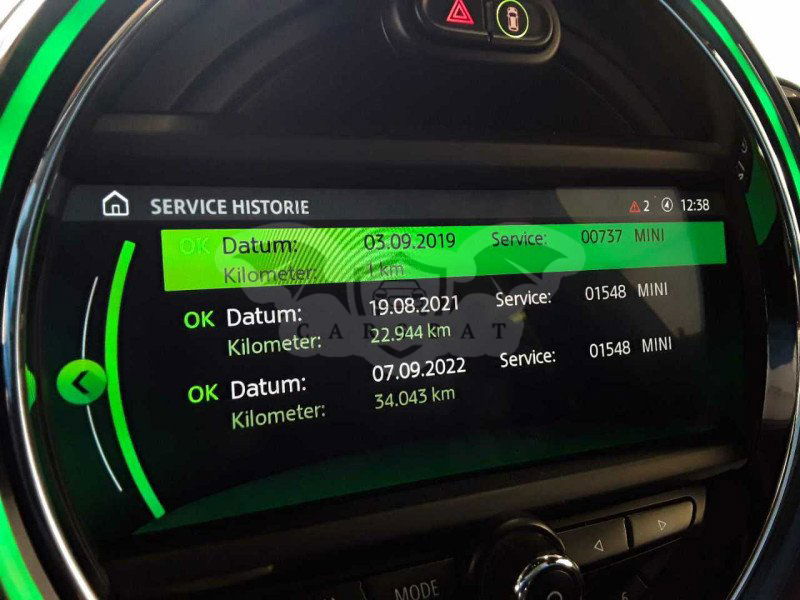 SERVICE HISTORIE 2 12:38
OK Datum: 03.09.2019 Service: 00737 MINI
Kilometer: 1 km
OK Datum: 19.08.2021 Service: 01548 MINI
Kilometer: 22.944 km
OK Datum: 07.09.2022 Service: 01548 MINI
Kilometer: 34.043 km
MODE